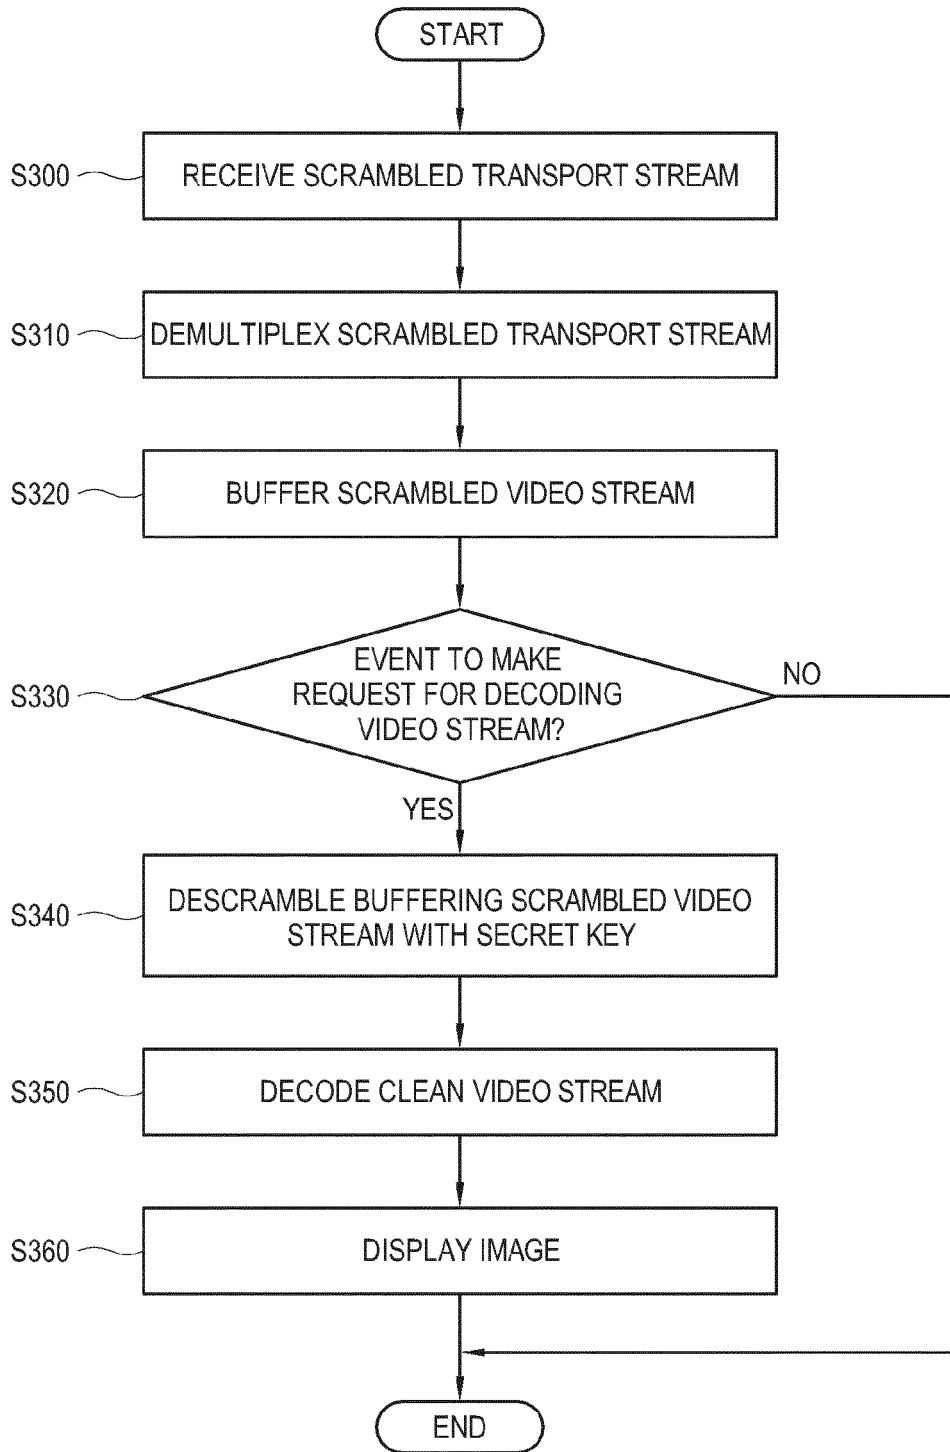 START
S300
RECEIVE SCRAMBLED TRANSPORT STREAM
S310
DEMULTIPLEX SCRAMBLED TRANSPORT STREAM
S320
BUFFER SCRAMBLED VIDEO STREAM
S330
EVENT TO MAKE
REQUEST FOR DECODING
VIDEO STREAM?
NO
YES
S340
DESCRAMBLE BUFFERING SCRAMBLED VIDEO
STREAM WITH SECRET KEY
S350
DECODE CLEAN VIDEO STREAM
S360
DISPLAY IMAGE
END